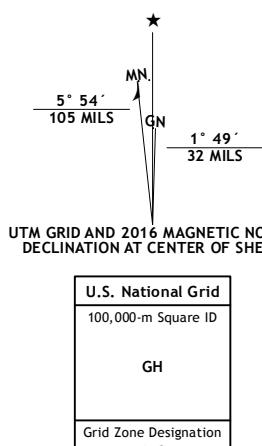 ★
MN.
GN
5° 54´
105 MILS
1° 49´
32 MILS
UTM GRID AND 2016 MAGNETIC NO
DECLINATION AT CENTER OF SHE
U.S. National Grid
100,000-m Square ID
GH
Grid Zone Designation